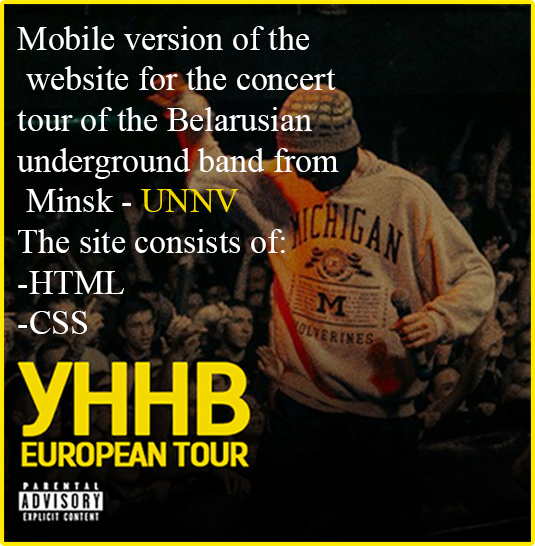 Mobile version of the
website for the concert
tour of the Belarusian
underground band from
Minsk - UNNV
The site consists of:
-HTML
-CSS
MICHIGAN
M
WOLVERINES
УННВ
EUROPEAN TOUR
PARENTAL
ADVISORY
EXPLICIT CONTENT